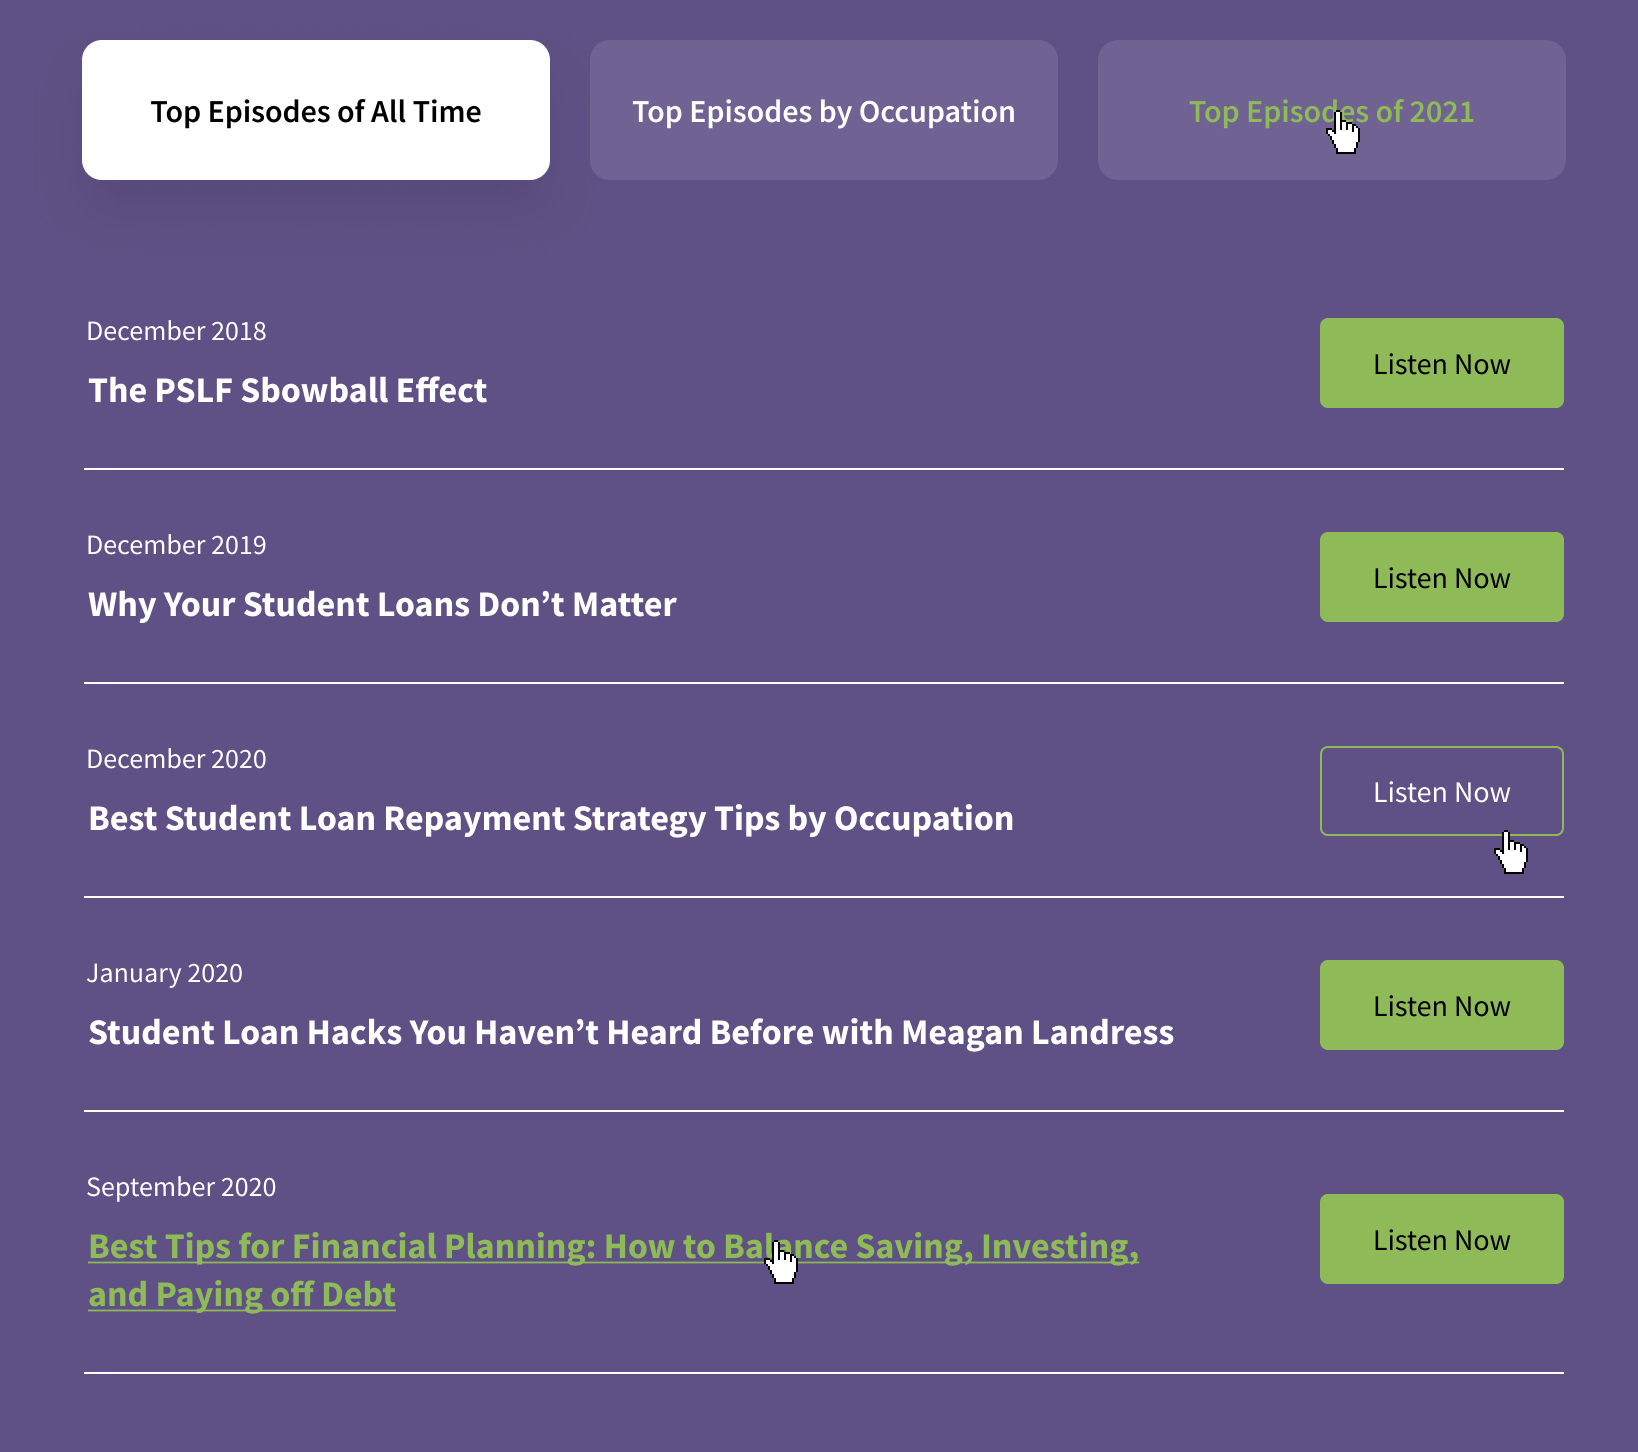 Top Episodes of All Time
Top Episodes by Occupation
Top Episodes of 2021
December 2018
The PSLF Sbowball Effect
Listen Now
December 2019
Why Your Student Loans Don’t Matter
Listen Now
December 2020
Best Student Loan Repayment Strategy Tips by Occupation
Listen Now
January 2020
Student Loan Hacks You Haven’t Heard Before with Meagan Landress
Listen Now
September 2020
Best Tips for Financial Planning: How to Balance Saving, Investing,
and Paying off Debt
Listen Now